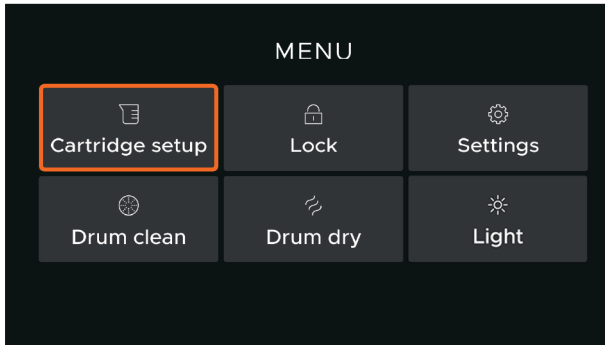 MENU
Cartridge setup
Lock
Settings
Drum clean
Drum dry
Light